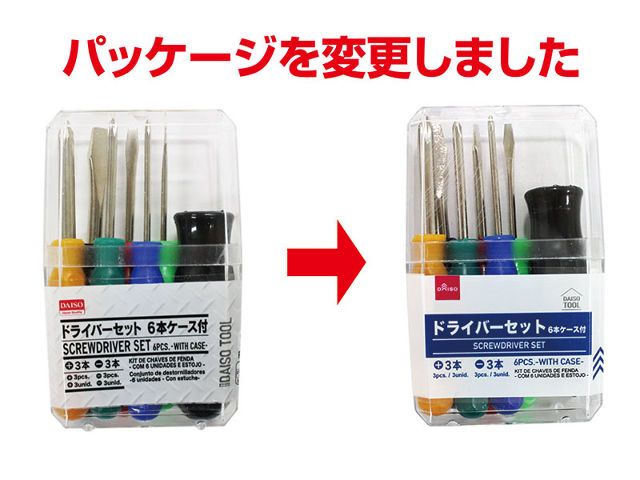 パッケージを変更しました
DAISO
Japan Quality
ドライバーセット 6本ケース付
SCREWDRIVER SET 6PCS. -WITH CASE-
+3本 -3本
+3pcs. -3pcs.
+3unid. -3unid.
KIT DE CHAVES DE FENDA
- COM 6 UNIDADES E ESTOJO -
Conjunto de destornilladores
-6 unidades - Con estuche-
DAISO TOOL
DAISO
DAISO
TOOL
ドライバーセット 6本ケース付
SCREWDRIVER SET
+3本 -3本
3pcs. / 3unid. 3pcs. / 3unid.
6PCS. -WITH CASE-
KIT DE CHAVES DE FENDA
- COM 6 UNIDADES E ESTOJO -